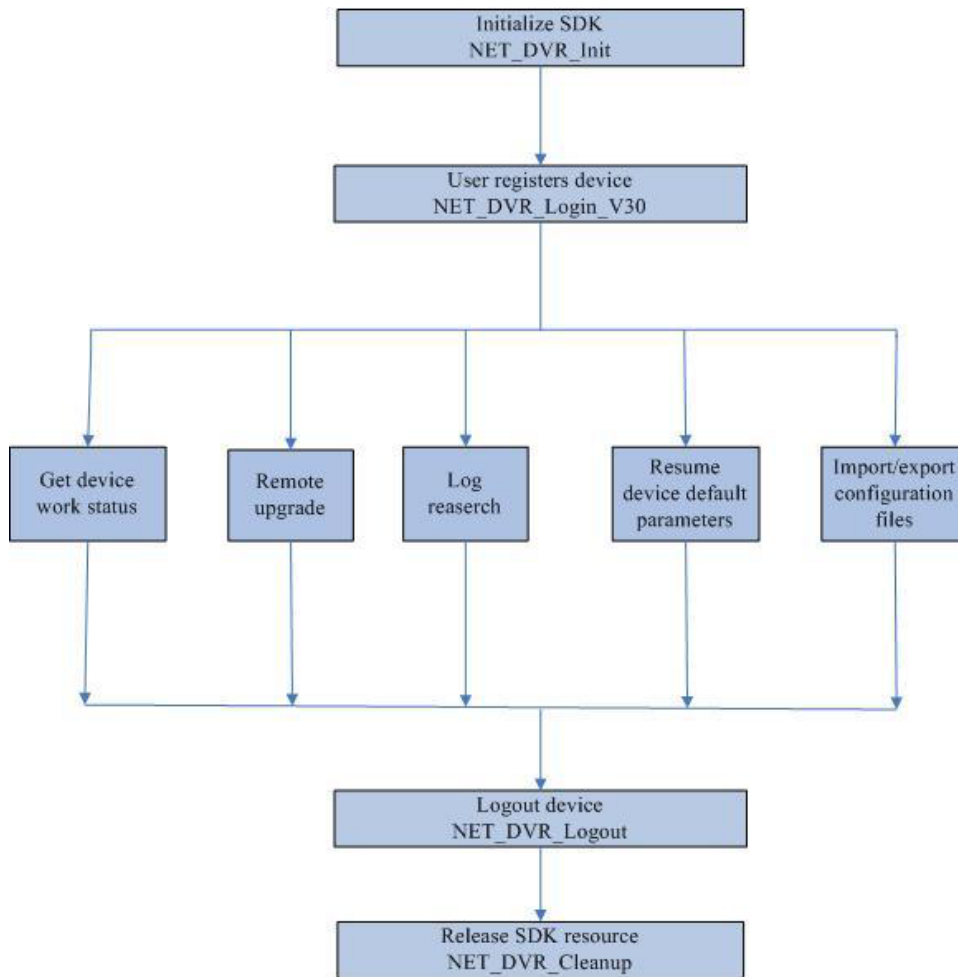 Initialize SDK
NET_DVR_Init
User registers device
NET_DVR_Login_V30
Get device
work status
Remote
upgrade
Log
reaserch
Resume
device default
parameters
Import/export
configuration
files
Logout device
NET_DVR_Logout
Release SDK resource
NET_DVR_Cleanup